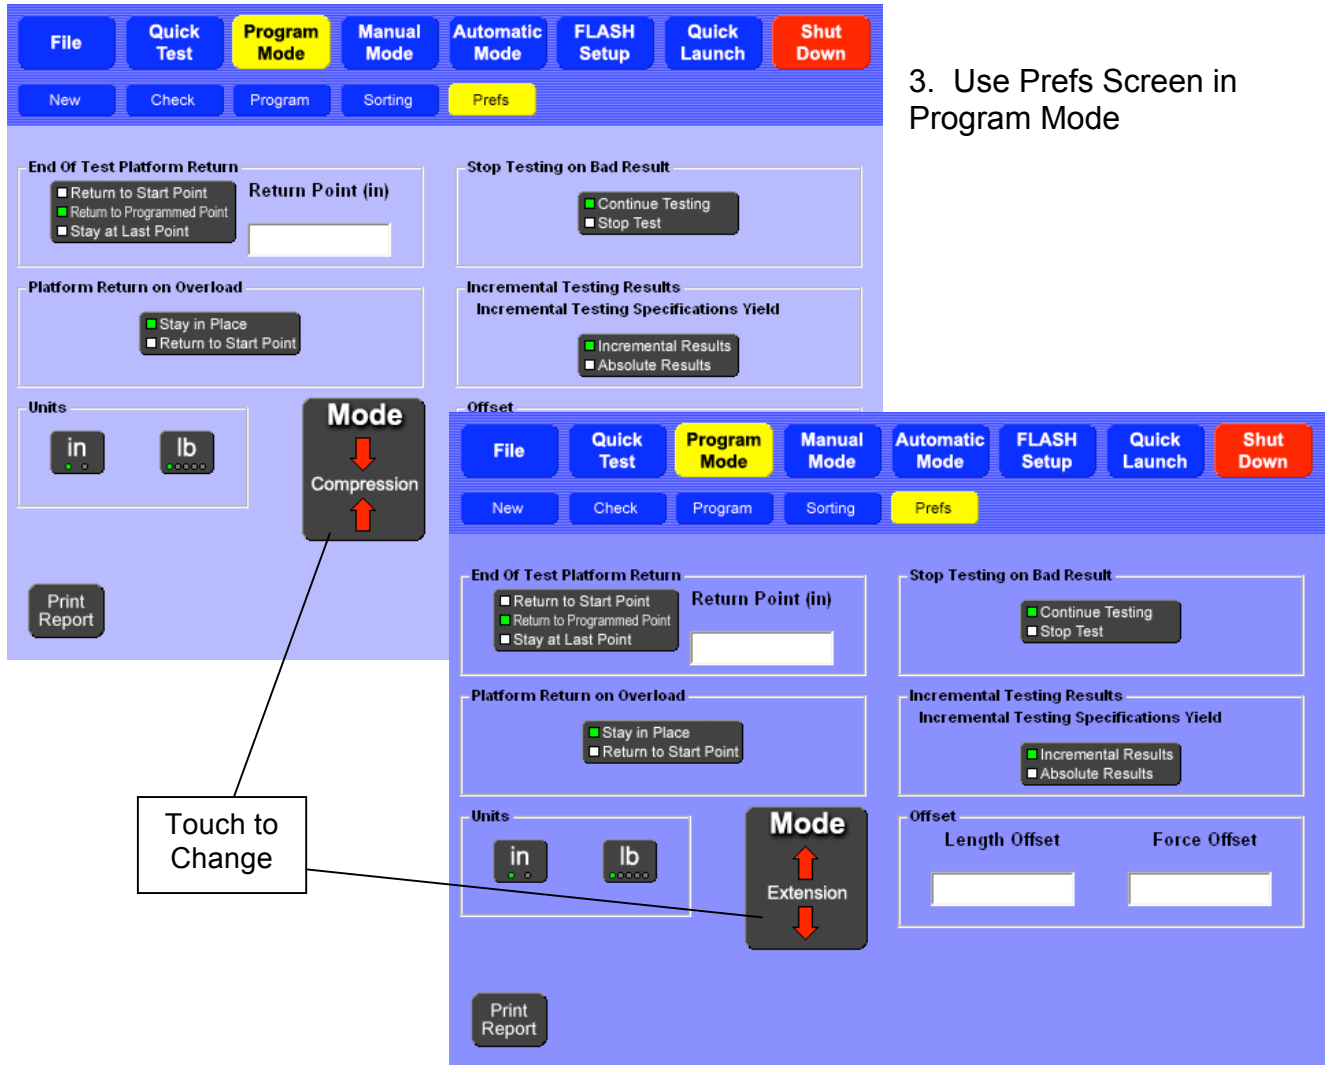 File
Quick
Test
Program
Mode
Manual
Mode
Automatic
Mode
FLASH
Setup
Quick
Launch
Shut
Down
New
Check
Program
Sorting
Prefs
3. Use Prefs Screen in
Program Mode
End Of Test Platform Return
Return to Start Point
Return to Programmed Point
Stay at Last Point
Return Point (in)
Stop Testing on Bad Result
Continue Testing
Stop Test
Platform Return on Overload
Stay in Place
Return to Start Point
Incremental Testing Results
Incremental Testing Specifications Yield
Incremental Results
Absolute Results
Units
in
lb
Mode
Compression
Offset
Print
Report
File
Quick
Test
Program
Mode
Manual
Mode
Automatic
Mode
FLASH
Setup
Quick
Launch
Shut
Down
New
Check
Program
Sorting
Prefs
End Of Test Platform Return
Return to Start Point
Return to Programmed Point
Stay at Last Point
Return Point (in)
Stop Testing on Bad Result
Continue Testing
Stop Test
Platform Return on Overload
Stay in Place
Return to Start Point
Incremental Testing Results
Incremental Testing Specifications Yield
Incremental Results
Absolute Results
Units
in
lb
Mode
Extension
Offset
Length Offset
Force Offset
Print
Report
Touch to
Change